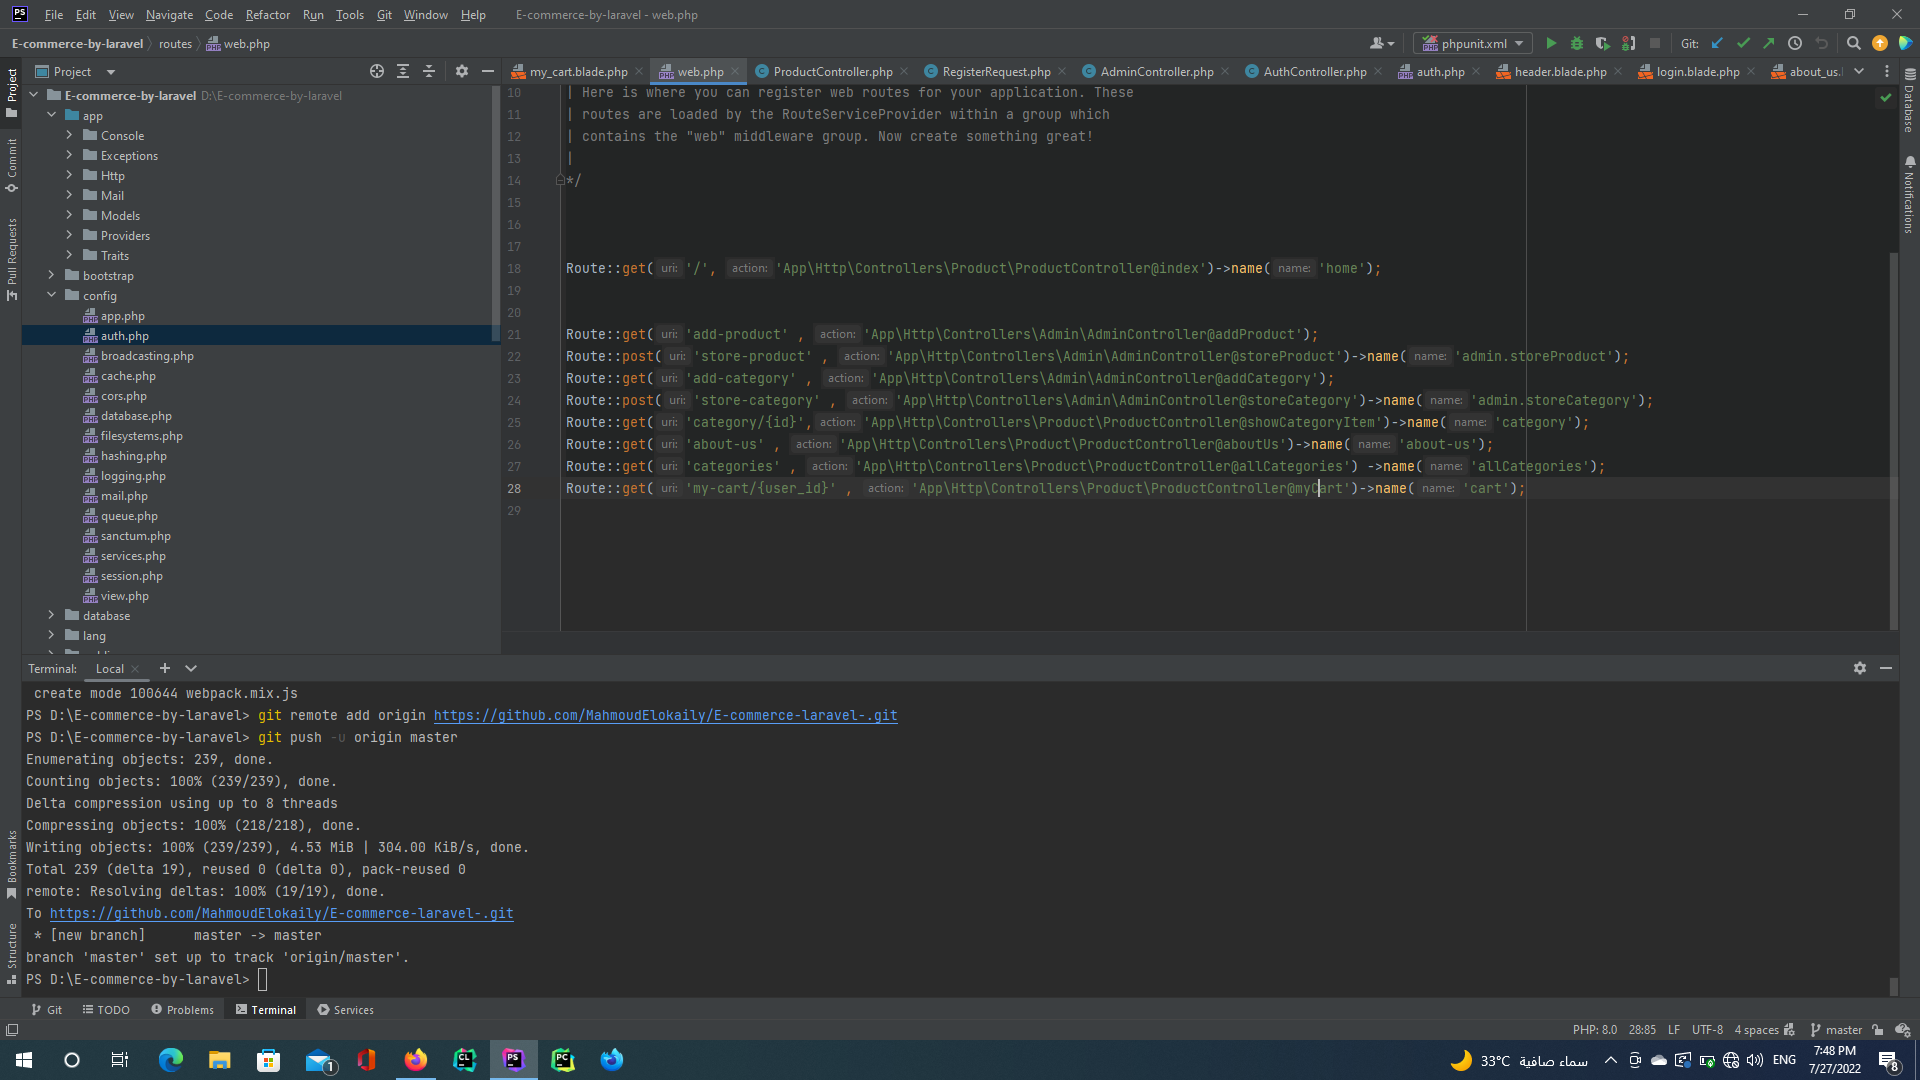 File Edit View Navigate Code Refactor Run Tools Git Window Help E-commerce-by-laravel - web.php
E-commerce-by-laravel routes web.php
phpunit.xml Git:
Project
my_cart.blade.php web.php ProductController.php RegisterRequest.php AdminController.php AuthController.php auth.php header.blade.php login.blade.php about_us.
Project
Commit
Pull Requests
Bookmarks
Structure
Database
Notifications
E-commerce-by-laravel D:\E-commerce-by-laravel
app
Console
Exceptions
Http
Mail
Models
Providers
Traits
bootstrap
config
app.php
auth.php
broadcasting.php
cache.php
cors.php
database.php
filesystems.php
hashing.php
logging.php
mail.php
queue.php
sanctum.php
services.php
session.php
view.php
database
lang
10 | Here is where you can register web routes for your application. These
11 | routes are loaded by the RouteServiceProvider within a group which
12 | contains the "web" middleware group. Now create something great!
13 |
14 */
15
16
17
18 Route::get( uri: '/', action: 'App\Http\Controllers\Product\ProductController@index')->name( name: 'home');
19
20
21 Route::get( uri: 'add-product' , action: 'App\Http\Controllers\Admin\AdminController@addProduct');
22 Route::post( uri: 'store-product' , action: 'App\Http\Controllers\Admin\AdminController@storeProduct')->name( name: 'admin.storeProduct');
23 Route::get( uri: 'add-category' , action: 'App\Http\Controllers\Admin\AdminController@addCategory');
24 Route::post( uri: 'store-category' , action: 'App\Http\Controllers\Admin\AdminController@storeCategory')->name( name: 'admin.storeCategory');
25 Route::get( uri: 'category/{id}', action: 'App\Http\Controllers\Product\ProductController@showCategoryItem')->name( name: 'category');
26 Route::get( uri: 'about-us' , action: 'App\Http\Controllers\Product\ProductController@aboutUs')->name( name: 'about-us');
27 Route::get( uri: 'categories' , action: 'App\Http\Controllers\Product\ProductController@allCategories') ->name( name: 'allCategories');
28 Route::get( uri: 'my-cart/{user_id}' , action: 'App\Http\Controllers\Product\ProductController@myCart')->name( name: 'cart');
29
Terminal: Local
create mode 100644 webpack.mix.js
PS D:\E-commerce-by-laravel> git remote add origin https://github.com/MahmoudElokaily/E-commerce-laravel-.git
PS D:\E-commerce-by-laravel> git push -u origin master
Enumerating objects: 239, done.
Counting objects: 100% (239/239), done.
Delta compression using up to 8 threads
Compressing objects: 100% (218/218), done.
Writing objects: 100% (239/239), 4.53 MiB | 304.00 KiB/s, done.
Total 239 (delta 19), reused 0 (delta 0), pack-reused 0
remote: Resolving deltas: 100% (19/19), done.
To https://github.com/MahmoudElokaily/E-commerce-laravel-.git
* [new branch] master -> master
branch 'master' set up to track 'origin/master'.
PS D:\E-commerce-by-laravel>
Git TODO Problems Terminal Services
PHP: 8.0 28:85 LF UTF-8 4 spaces master
33°C سماء صافية ENG 7:48 PM
7/27/2022
1
8